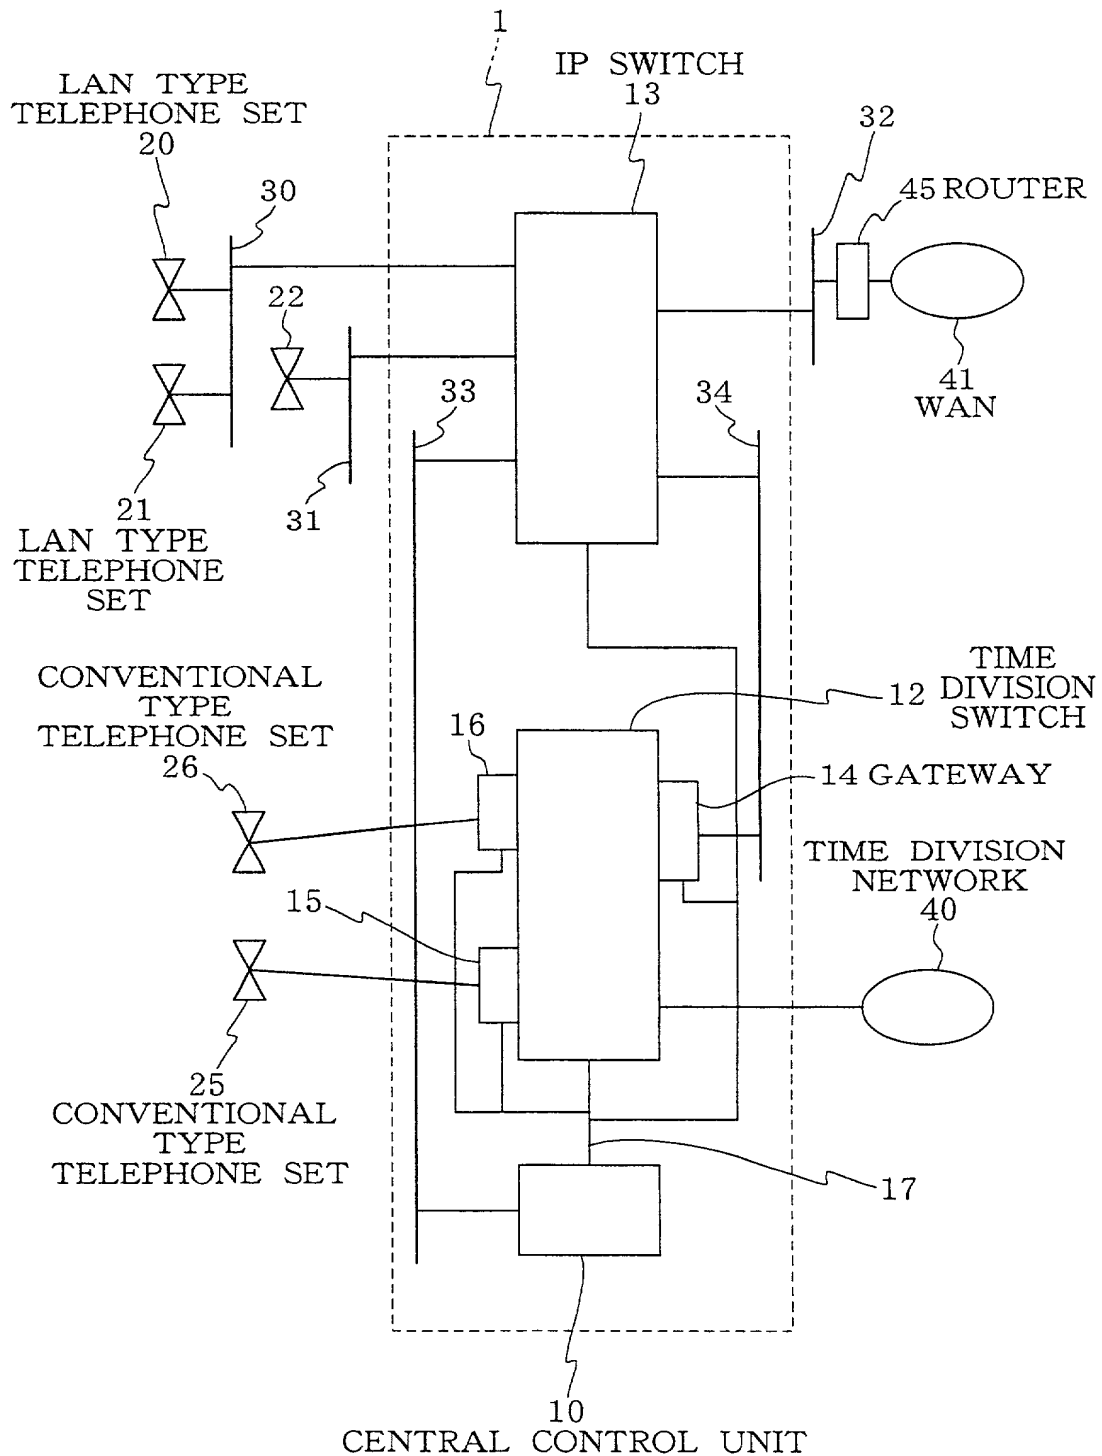 1
IP SWITCH
13
LAN TYPE
TELEPHONE SET
20
30
32
45 ROUTER
22
41
WAN
33
34
21
LAN TYPE
TELEPHONE
SET
31
CONVENTIONAL
TYPE
TELEPHONE SET
26
16
12
TIME
DIVISION
SWITCH
14 GATEWAY
15
TIME DIVISION
NETWORK
40
25
CONVENTIONAL
TYPE
TELEPHONE SET
17
10
CENTRAL CONTROL UNIT